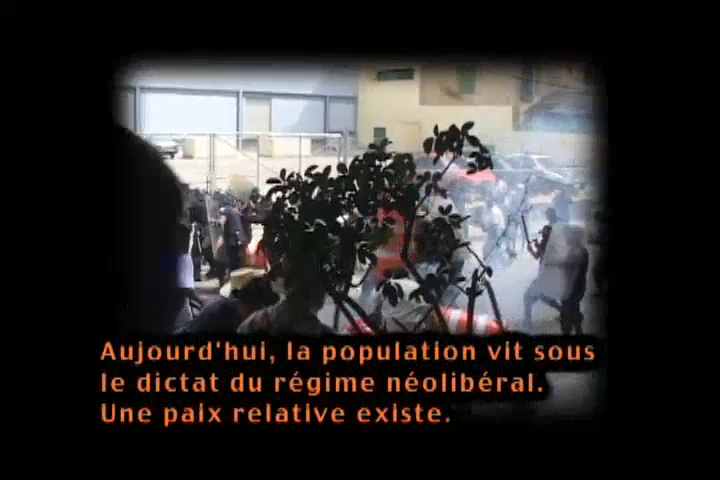 Aujourd'hui, la population vit sous
le dictat du régime néolibéral.
Une paix relative existe.